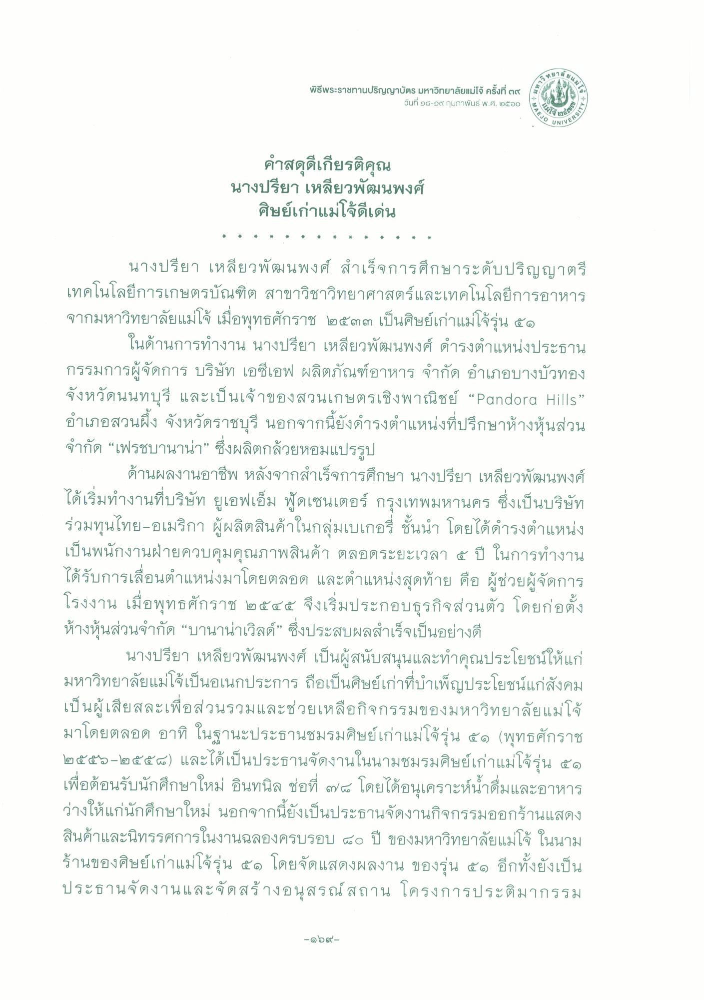 พิธีพระราชทานปริญญาบัตร มหาวิทยาลัยแม่โจ้ ครั้งที่ ๓๙
วันที่ ๑๘-๑๙ กุมภาพันธ์ พ.ศ. ๒๕๖๐
มหาวิทยาลัยแม่โจ้
แม่โจ้ ๒๔๗๗
MAEJO UNIVERSITY
คำสดุดีเกียรติคุณ
นางปรียา เหลียวพัฒนพงศ์
ศิษย์เก่าแม่โจ้ดีเด่น
* * * * * * * * * * * * * *
นางปรียา เหลียวพัฒนพงศ์ สำเร็จการศึกษาระดับปริญญาตรี
เทคโนโลยีการเกษตรบัณฑิต สาขาวิชาวิทยาศาสตร์และเทคโนโลยีการอาหาร
จากมหาวิทยาลัยแม่โจ้ เมื่อพุทธศักราช ๒๕๓๓ เป็นศิษย์เก่าแม่โจ้รุ่น ๕๑
ในด้านการทำงาน นางปรียา เหลียวพัฒนพงศ์ ดำรงตำแหน่งประธาน
กรรมการผู้จัดการ บริษัท เอซีเอฟ ผลิตภัณฑ์อาหาร จำกัด อำเภอบางบัวทอง
จังหวัดนนทบุรี และเป็นเจ้าของสวนเกษตรเชิงพาณิชย์ “Pandora Hills”
อำเภอสวนผึ้ง จังหวัดราชบุรี นอกจากนี้ยังดำรงตำแหน่งที่ปรึกษาห้างหุ้นส่วน
จำกัด “เฟรชบานาน่า” ซึ่งผลิตกล้วยหอมแปรรูป
ด้านผลงานอาชีพ หลังจากสำเร็จการศึกษา นางปรียา เหลียวพัฒนพงศ์
ได้เริ่มทำงานที่บริษัท ยูเอฟเอ็ม ฟู้ดเซนเตอร์ กรุงเทพมหานคร ซึ่งเป็นบริษัท
ร่วมทุนไทย-อเมริกา ผู้ผลิตสินค้าในกลุ่มเบเกอรี่ ชั้นนำ โดยได้ดำรงตำแหน่ง
เป็นพนักงานฝ่ายควบคุมคุณภาพสินค้า ตลอดระยะเวลา ๕ ปี ในการทำงาน
ได้รับการเลื่อนตำแหน่งมาโดยตลอด และตำแหน่งสุดท้าย คือ ผู้ช่วยผู้จัดการ
โรงงาน เมื่อพุทธศักราช ๒๕๔๕ จึงเริ่มประกอบธุรกิจส่วนตัว โดยก่อตั้ง
ห้างหุ้นส่วนจำกัด “บานาน่าเวิลด์” ซึ่งประสบผลสำเร็จเป็นอย่างดี
นางปรียา เหลียวพัฒนพงศ์ เป็นผู้สนับสนุนและทำคุณประโยชน์ให้แก่
มหาวิทยาลัยแม่โจ้เป็นอเนกประการ ถือเป็นศิษย์เก่าที่บำเพ็ญประโยชน์แก่สังคม
เป็นผู้เสียสละเพื่อส่วนรวมและช่วยเหลือกิจกรรมของมหาวิทยาลัยแม่โจ้
มาโดยตลอด อาทิ ในฐานะประธานชมรมศิษย์เก่าแม่โจ้รุ่น ๕๑ (พุทธศักราช
๒๕๕๖-๒๕๕๘) และได้เป็นประธานจัดงานในนามชมรมศิษย์เก่าแม่โจ้รุ่น ๕๑
เพื่อต้อนรับนักศึกษาใหม่ อินทนิล ช่อที่ ๗๘ โดยได้อนุเคราะห์น้ำดื่มและอาหาร
ว่างให้แก่นักศึกษาใหม่ นอกจากนี้ยังเป็นประธานจัดงานกิจกรรมออกร้านแสดง
สินค้าและนิทรรศการในงานฉลองครบรอบ ๘๐ ปี ของมหาวิทยาลัยแม่โจ้ ในนาม
ร้านของศิษย์เก่าแม่โจ้รุ่น ๕๑ โดยจัดแสดงผลงาน ของรุ่น ๕๑ อีกทั้งยังเป็น
ประธานจัดงานและจัดสร้างอนุสรณ์สถาน โครงการประติมากรรม
-๑๖๙-